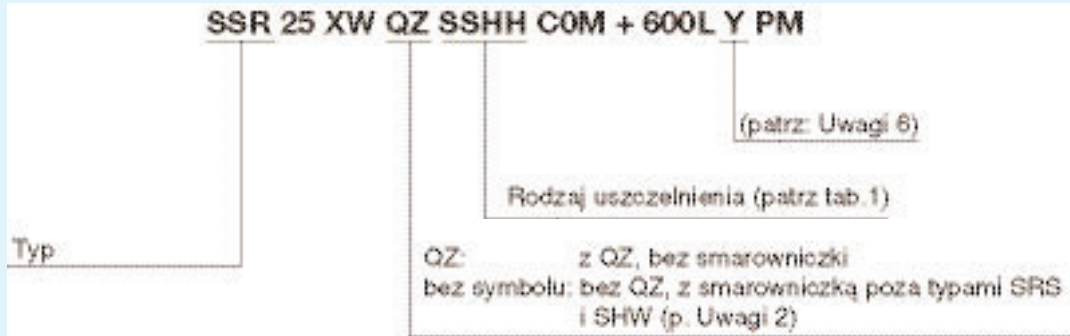 SSR 25 XW QZ SSHH C0M + 600L Y PM
(patrz: Uwagi 6)
Rodzaj uszczelnienia (patrz tab.1)
Typ
QZ: z QZ, bez smarowniczki
bez symbolu: bez QZ, z smarowniczką poza typami SRS
i SHW (p. Uwagi 2)